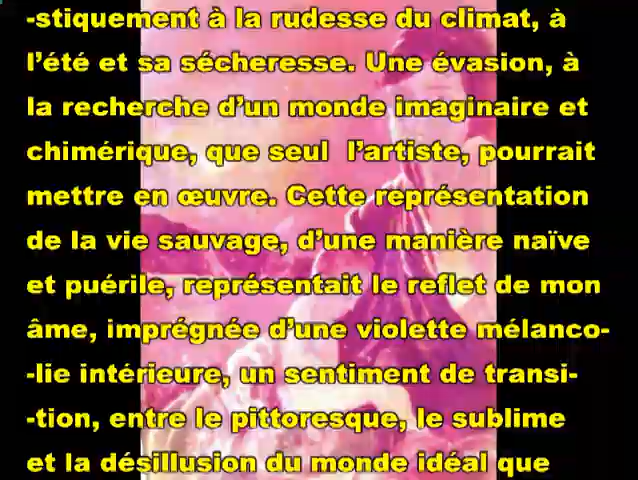 -stiquement à la rudesse du climat, à
l'été et sa sécheresse. Une évasion, à
la recherche d'un monde imaginaire et
chimérique, que seul  l'artiste, pourrait
mettre en œuvre. Cette représentation
de la vie sauvage, d'une manière naïve
et puérile, représentait le reflet de mon
âme, imprégnée d'une violette mélanco-
-lie intérieure, un sentiment de transi-
-tion, entre le pittoresque, le sublime
et la désillusion du monde idéal que